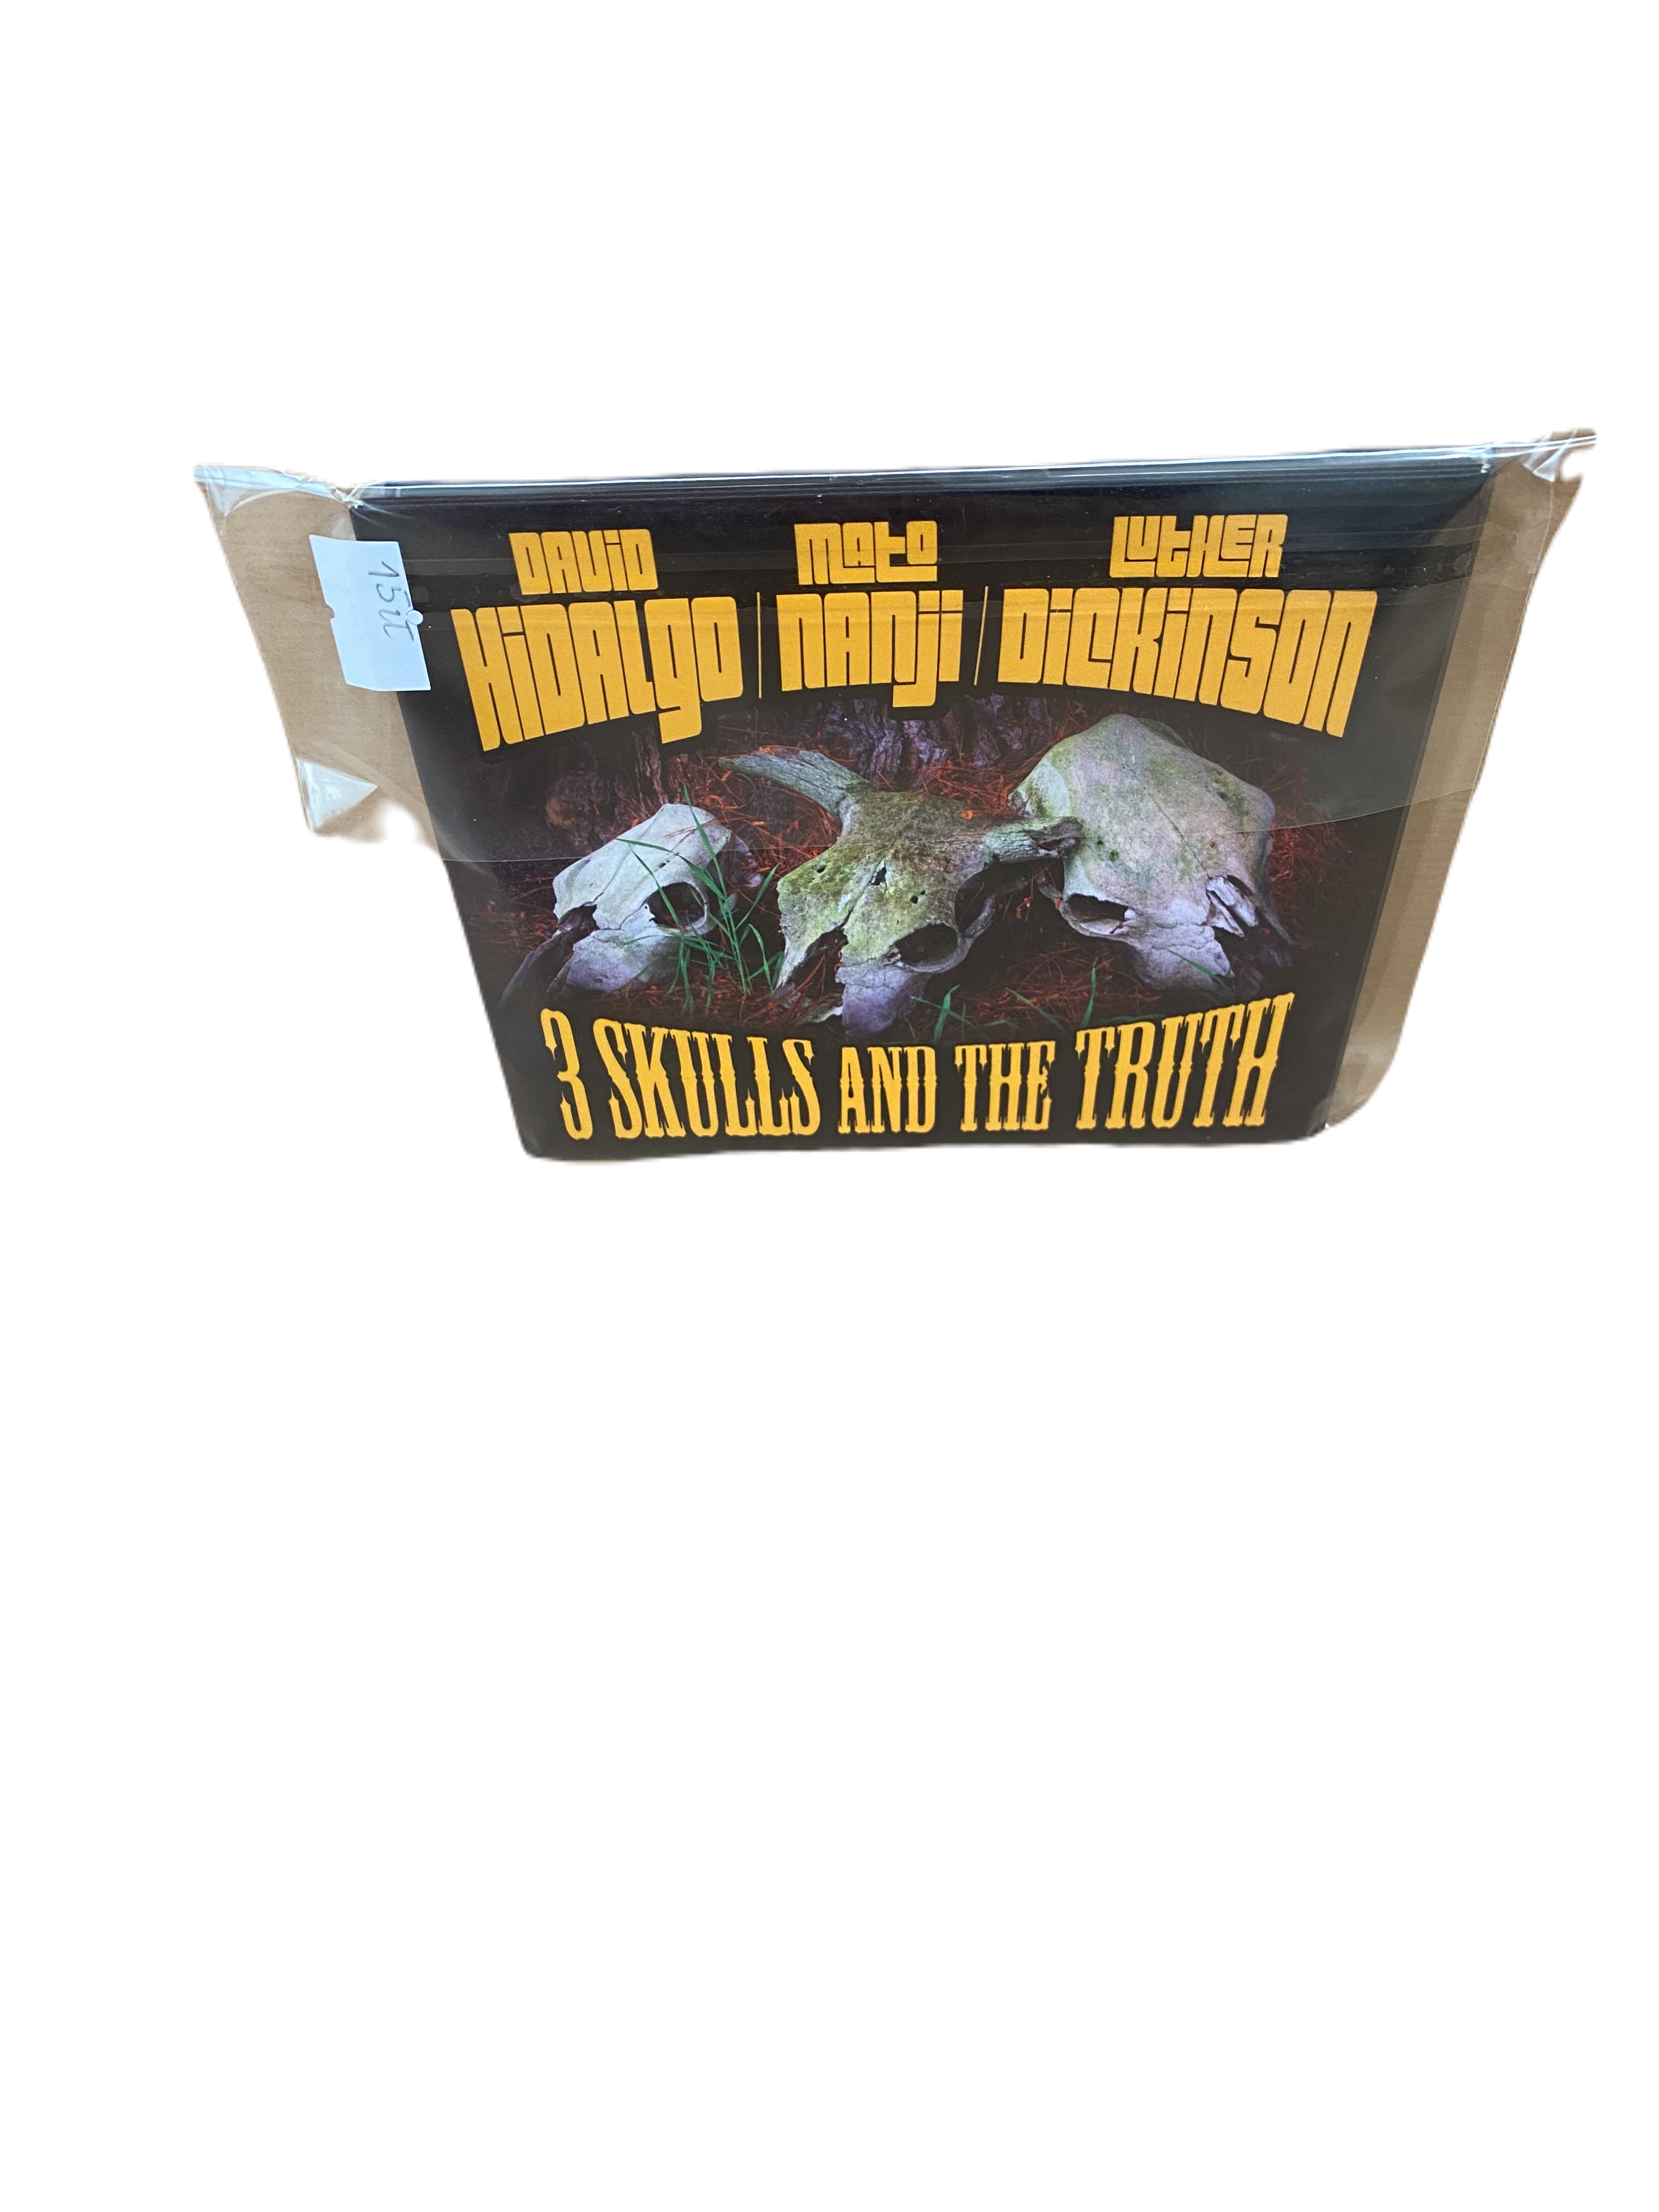 DAVID MATO LUTHER
HIDALGO NANJI DICKINSON
3 SKULLS AND THE TRUTH